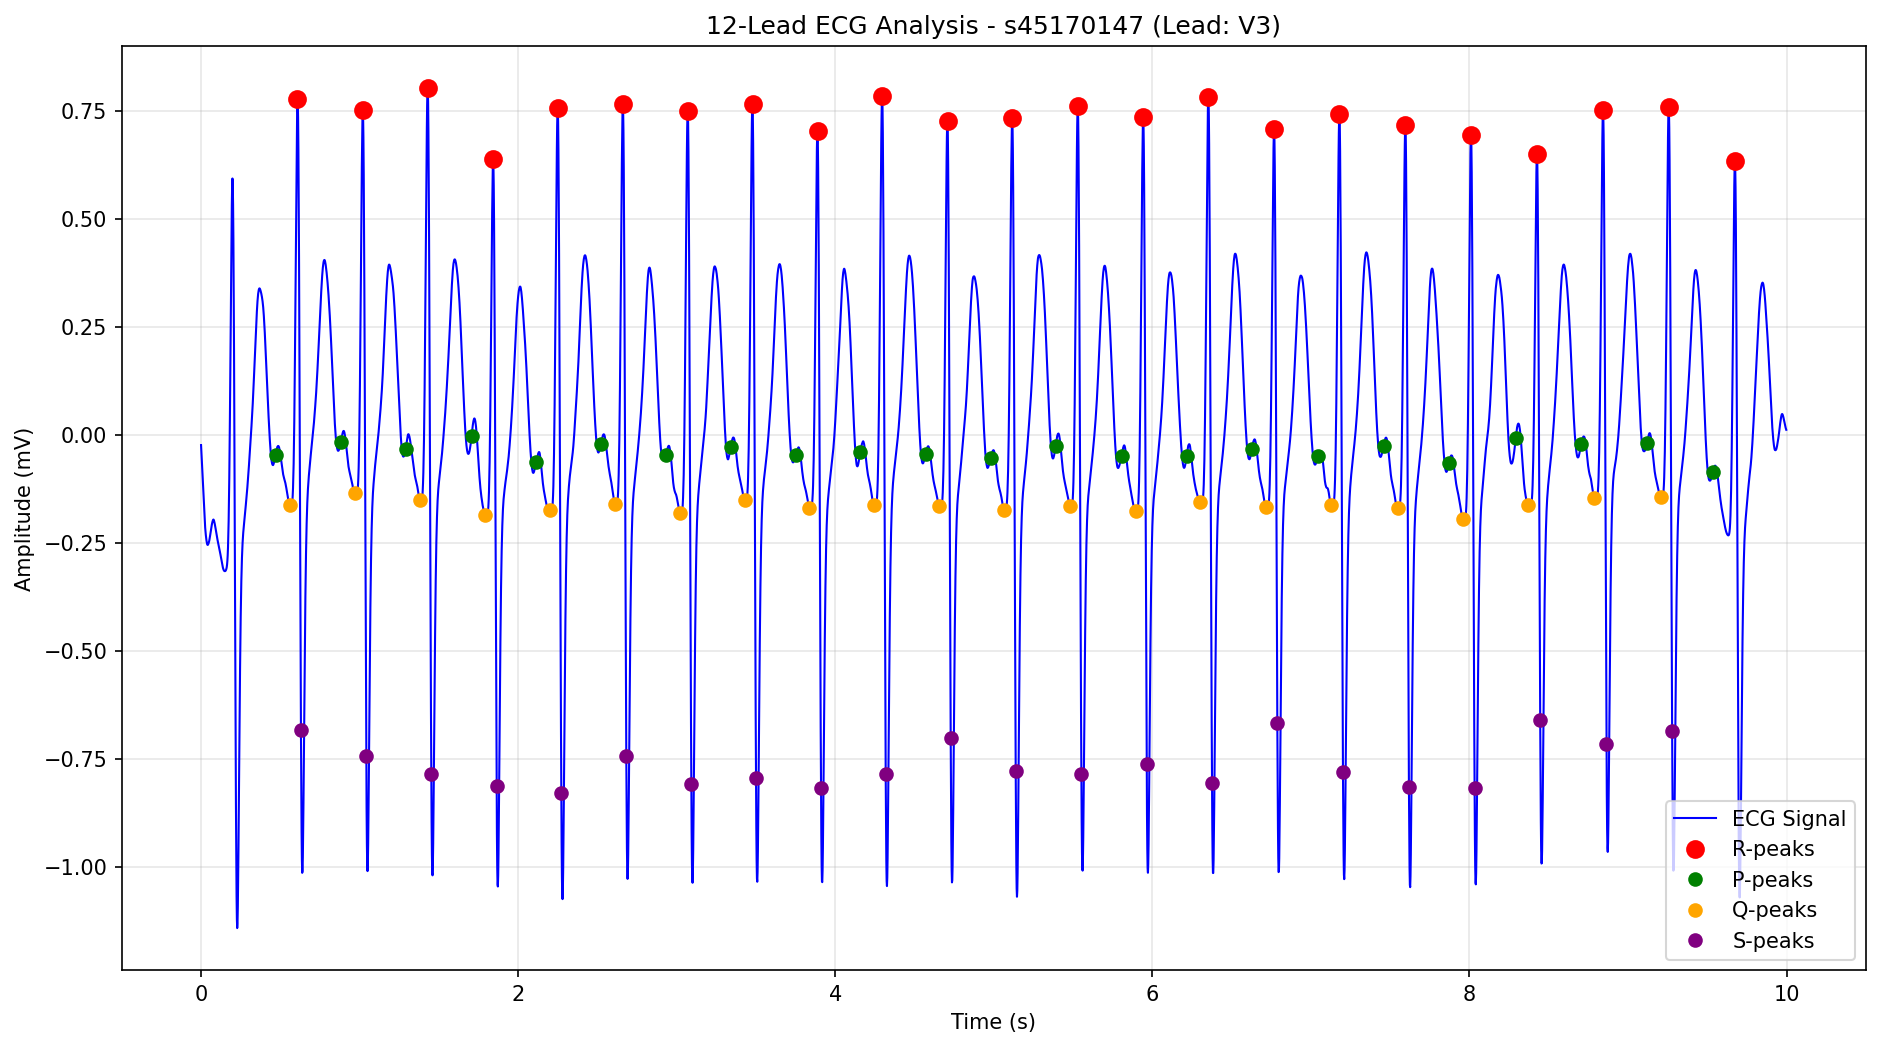 12-Lead ECG Analysis - s45170147 (Lead: V3)
Amplitude (mV)
0.75
0.50
0.25
0.00
−0.25
−0.50
−0.75
−1.00
0
2
4
6
8
10
Time (s)
ECG Signal
R-peaks
P-peaks
Q-peaks
S-peaks